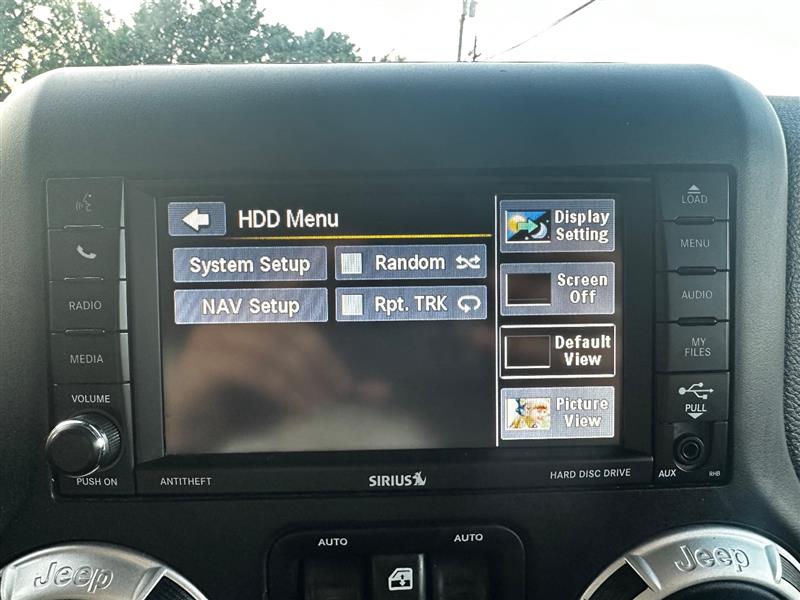 HDD Menu
System Setup
Random
NAV Setup
Rpt. TRK
Display
Setting
Screen
Off
Default
View
Picture
View
RADIO
MEDIA
VOLUME
PUSH ON
LOAD
MENU
AUDIO
MY
FILES
PULL
AUX
RHB
ANTITHEFT
SIRIUS
HARD DISC DRIVE
AUTO
AUTO
Jeep
Jeep